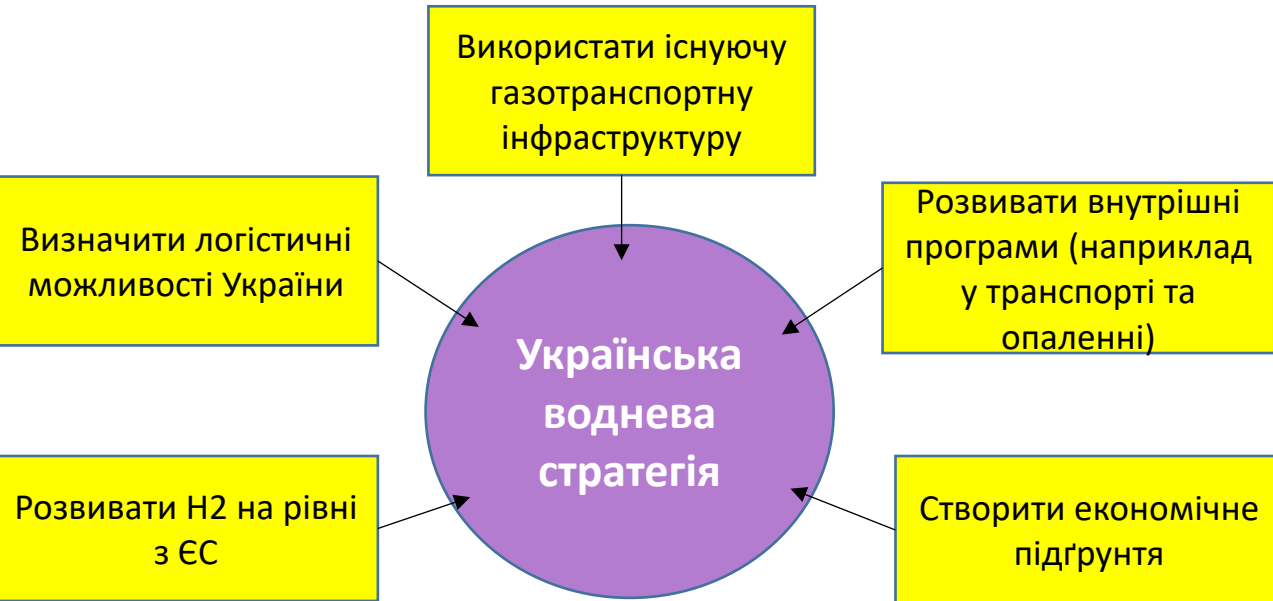 Використати існуючу
газотранспортну
інфраструктуру
Визначити логістичні
можливості України
Розвивати внутрішні
програми (наприклад
у транспорті та
опаленні)
Українська
воднева
стратегія
Розвивати Н2 на рівні
з ЄС
Створити економічне
підґрунтя